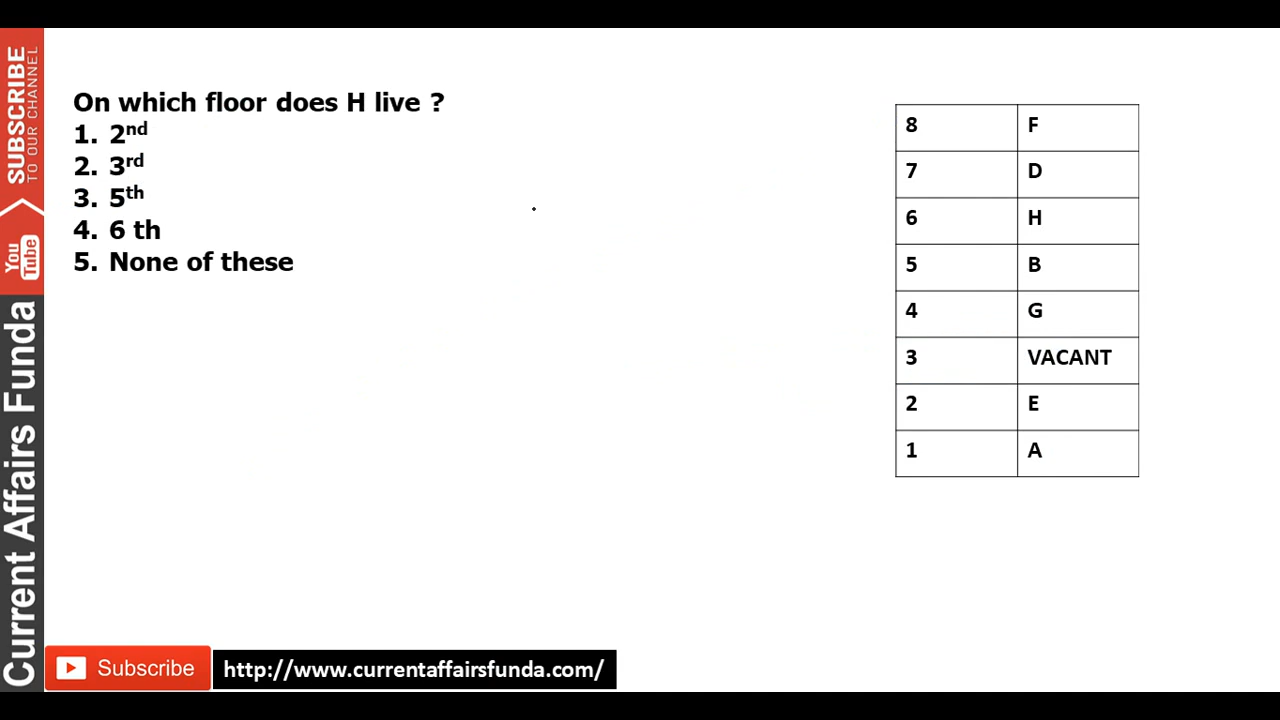 On which floor does H live ?
1. 2nd
2. 3rd
3. 5th
4. 6 th
5. None of these
8 F
7 D
6 H
5 B
4 G
3 VACANT
2 E
1 A
SUBSCRIBE
TO OUR CHANNEL
You
Tube
Current Affairs Funda
Subscribe
http://www.currentaffairsfunda.com/